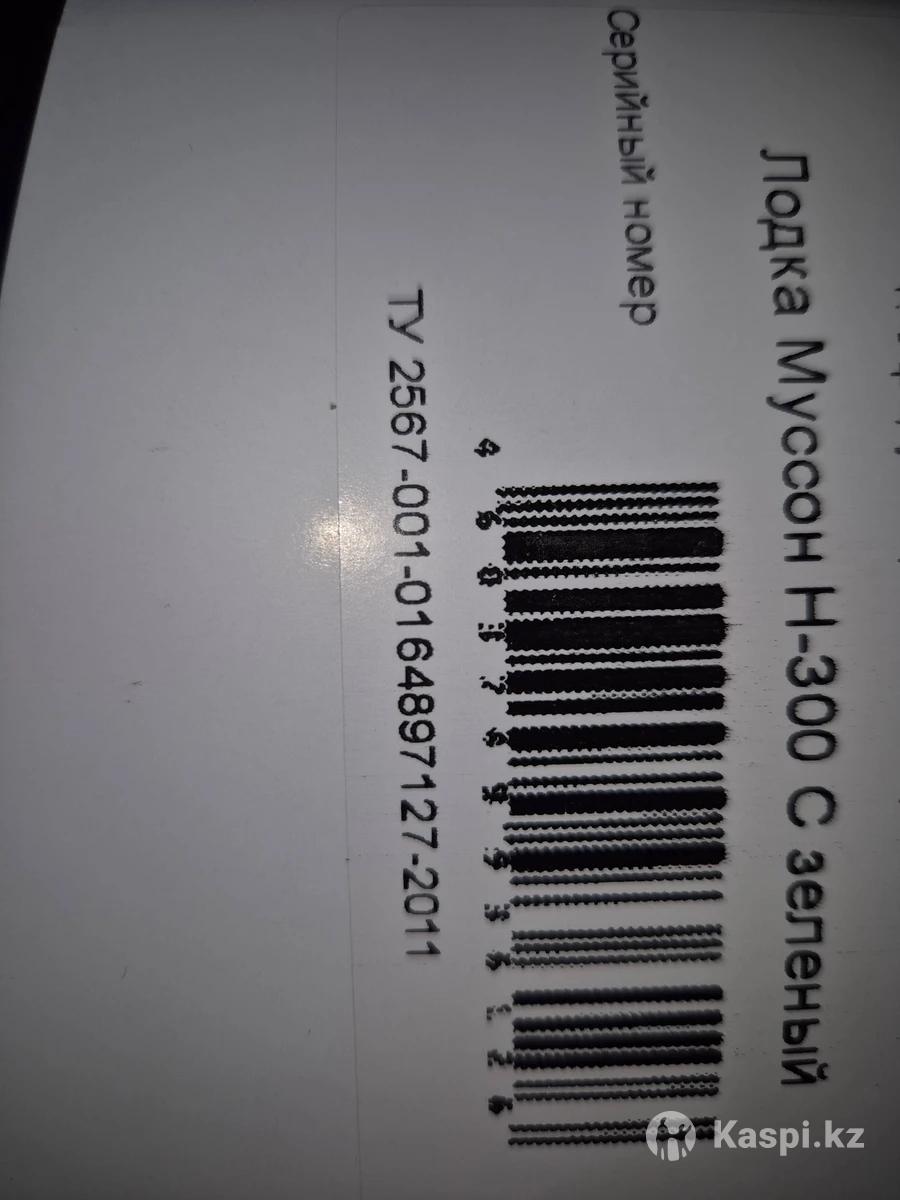 Лодка Муссон Н-300 С зеленый
Серийный номер
ТУ 2567-001-0164897127-2011
Kaspi.kz